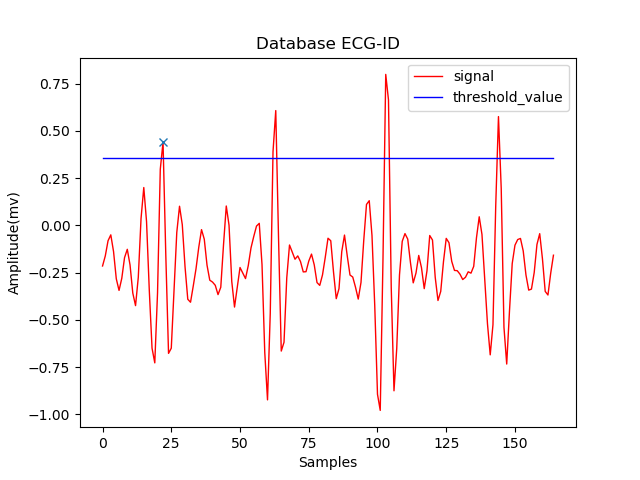 Database ECG-ID
signal
threshold_value
0.75
0.50
0.25
0.00
−0.25
−0.50
−0.75
−1.00
Amplitude(mv)
0 25 50 75 100 125 150
Samples